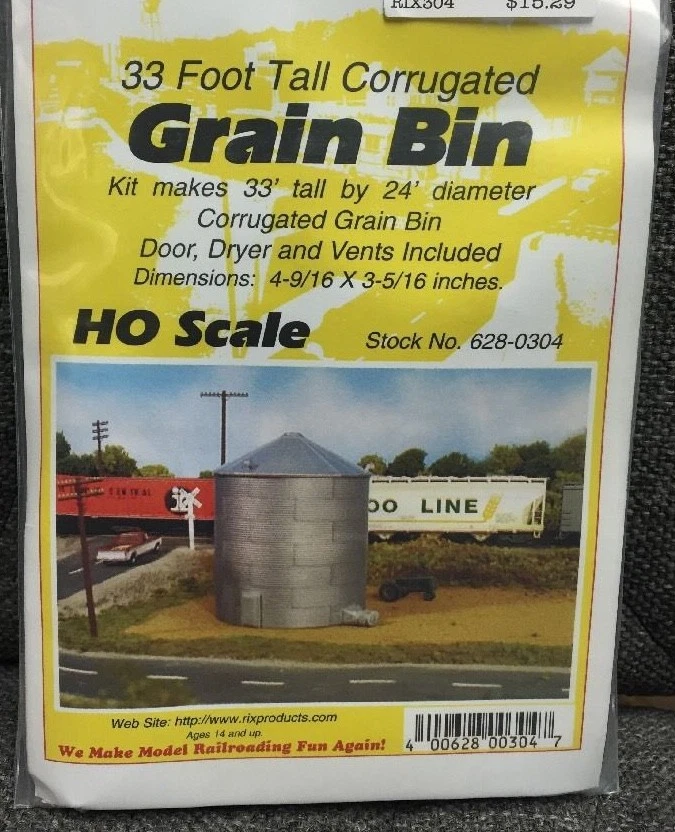 RIX304 $15.29
33 Foot Tall Corrugated
Grain Bin
Kit makes 33' tall by 24' diameter
Corrugated Grain Bin
Door, Dryer and Vents Included
Dimensions: 4-9/16 X 3-5/16 inches.
HO Scale
Stock No. 628-0304
OO LINE
Web Site: http://www.rixproducts.com
Ages 14 and up.
We Make Model Railroading Fun Again!
4 00628 00304 7